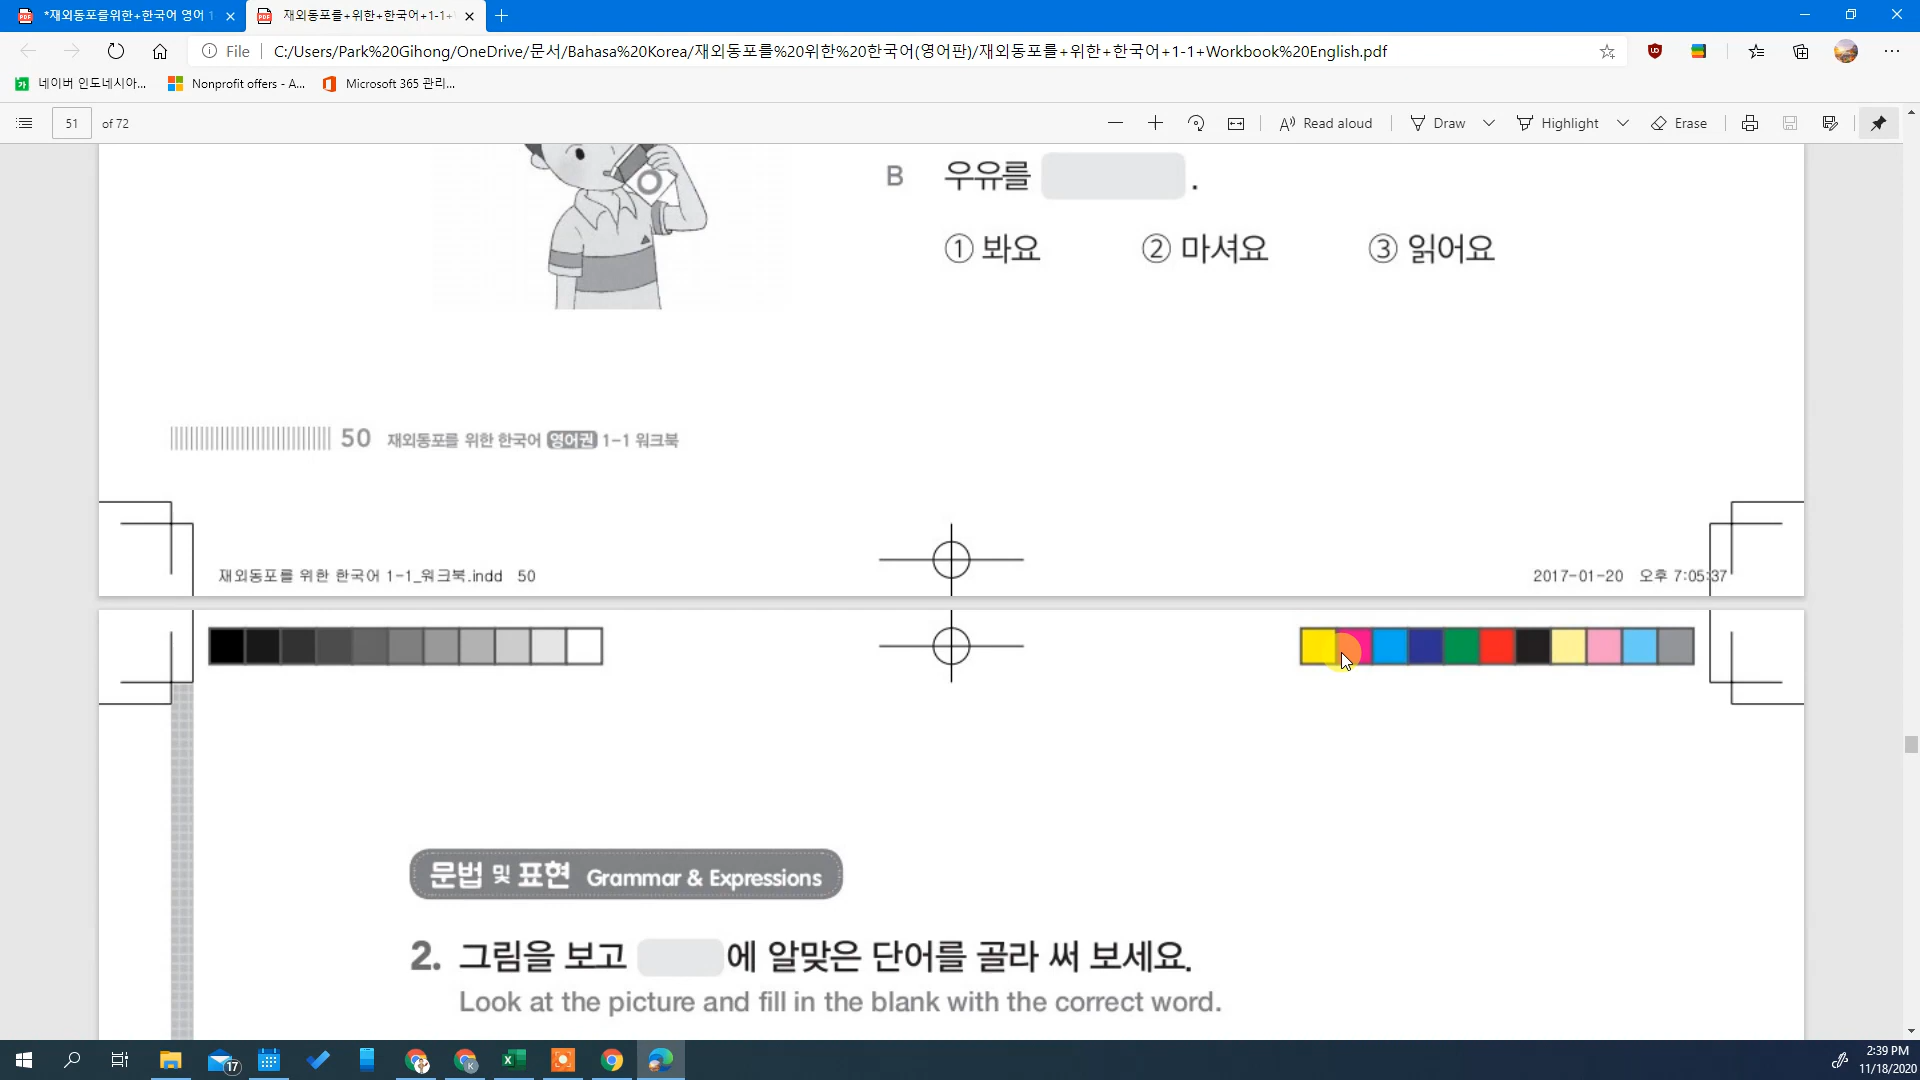 *재외동포를위한+한국어 영어 1
재외동포를+위한+한국어+1-1+
File
C:/Users/Park%20Gihong/OneDrive/문서/Bahasa%20Korea/재외동포를%20위한%20한국어(영어판)/재외동포를+위한+한국어+1-1+Workbook%20English.pdf
네이버 인도네시아...
Nonprofit offers - A...
Microsoft 365 관리...
51 of 72
Read aloud
Draw
Highlight
Erase
B 우유를 .
① 봐요 ② 마셔요 ③ 읽어요
50 재외동포를 위한 한국어 영어권 1-1 워크북
재외동포를 위한 한국어 1-1_워크북.indd 50
2017-01-20 오후 7:05:37
문법 및 표현 Grammar & Expressions
2. 그림을 보고 에 알맞은 단어를 골라 써 보세요.
Look at the picture and fill in the blank with the correct word.
17
2:39 PM
11/18/2020